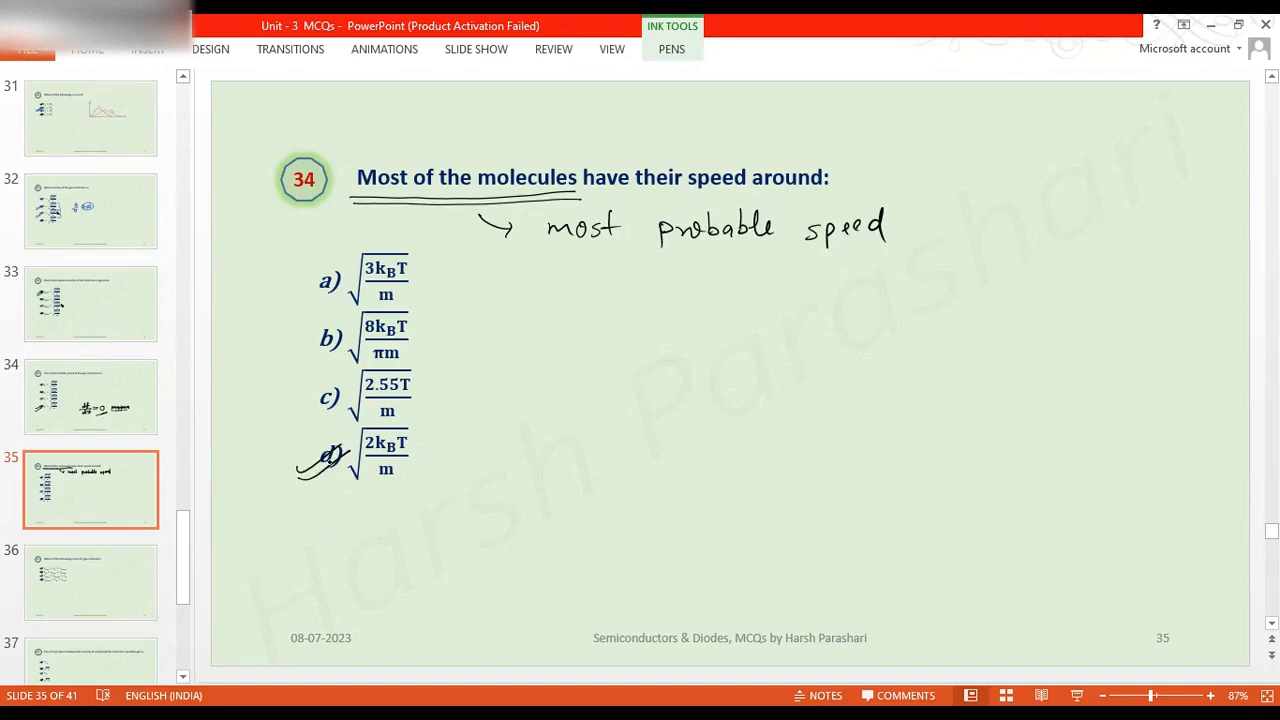 Unit - 3 MCQs - PowerPoint (Product Activation Failed)
INK TOOLS
DESIGN TRANSITIONS ANIMATIONS SLIDE SHOW REVIEW VIEW PENS
Microsoft account
31
32
33
34
35
36
37
34 Most of the molecules have their speed around:
most probable speed
a) √(3k_BT/m)
b) √(8k_BT/πm)
c) √(2.55T/m)
d) √(2k_BT/m)
Harsh Parashari
08-07-2023 Semiconductors & Diodes, MCQs by Harsh Parashari 35
SLIDE 35 OF 41 ENGLISH (INDIA) NOTES COMMENTS 87%